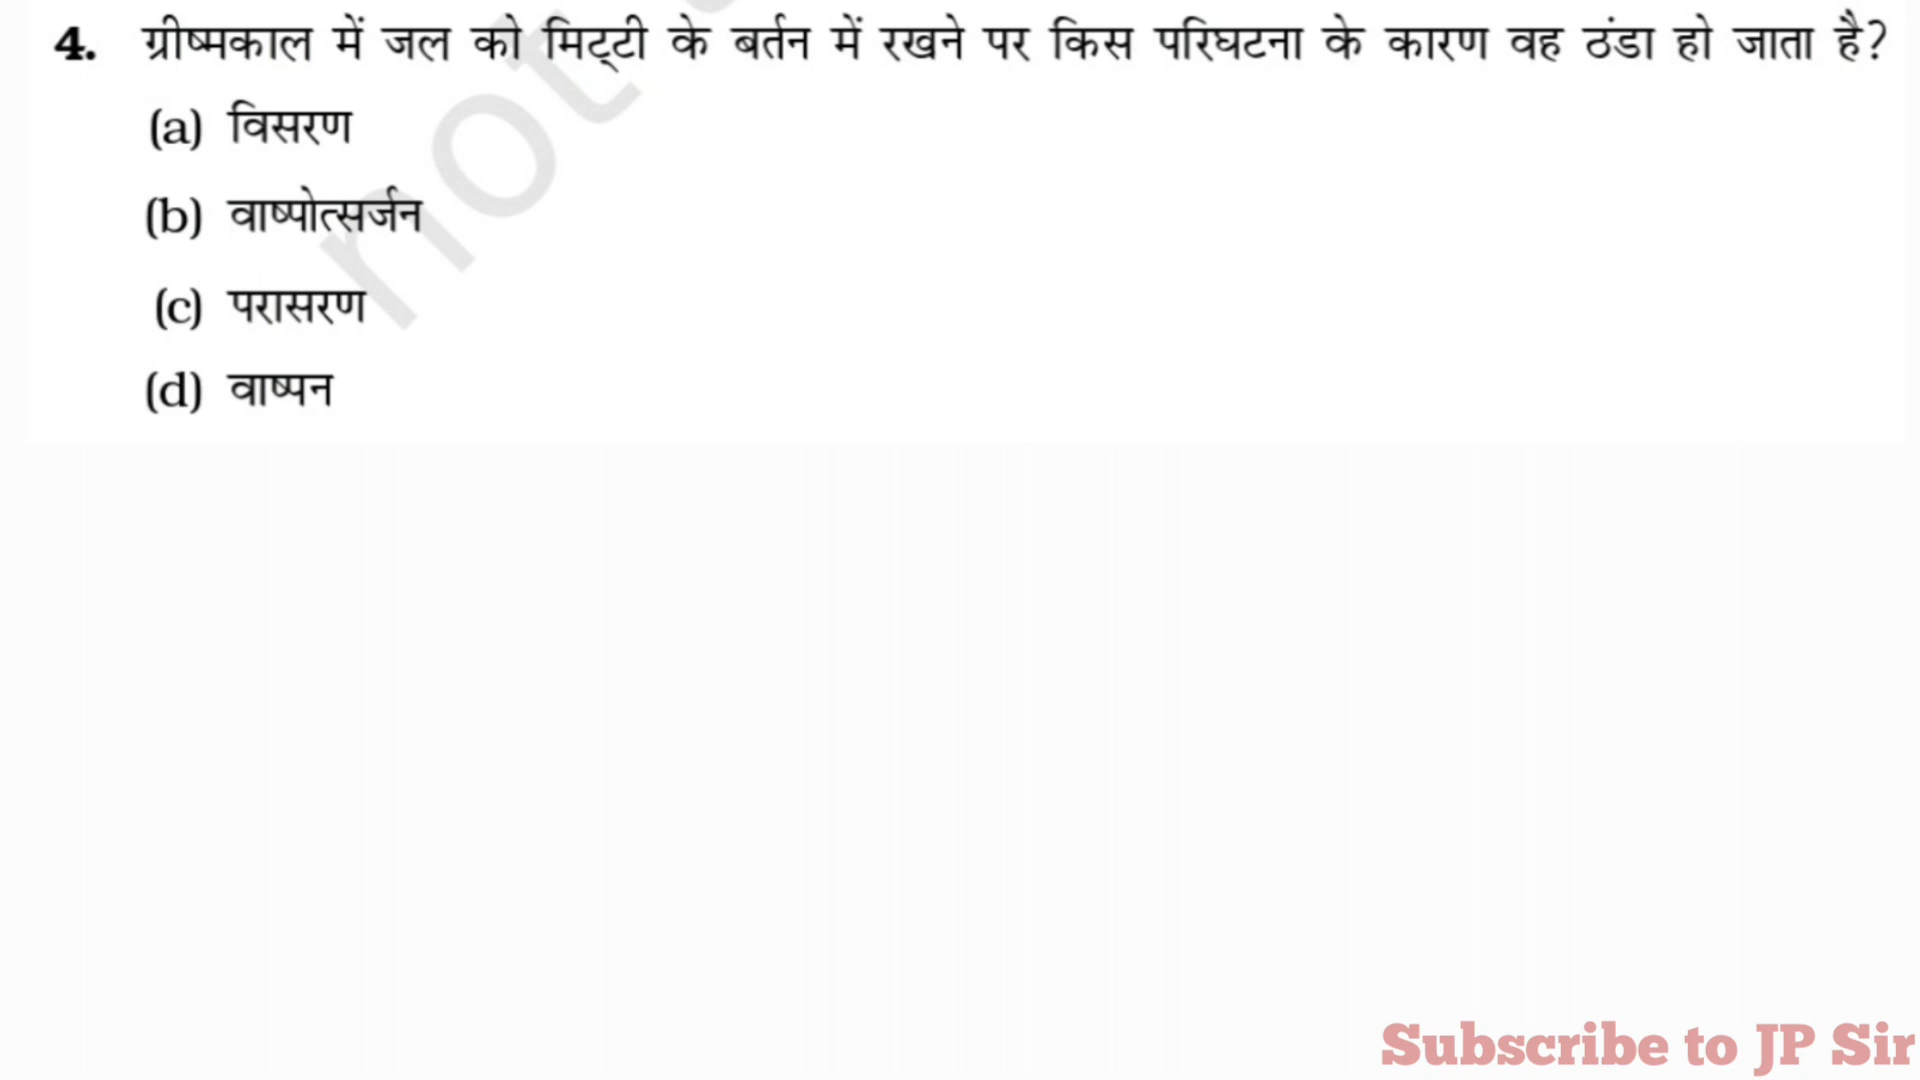 4. ग्रीष्मकाल में जल को मिट्टी के बर्तन में रखने पर किस परिघटना के कारण वह ठंडा हो जाता है?
(a) विसरण
(b) वाष्पोत्सर्जन
(c) परासरण
(d) वाष्पन
not
Subscribe to JP Sir